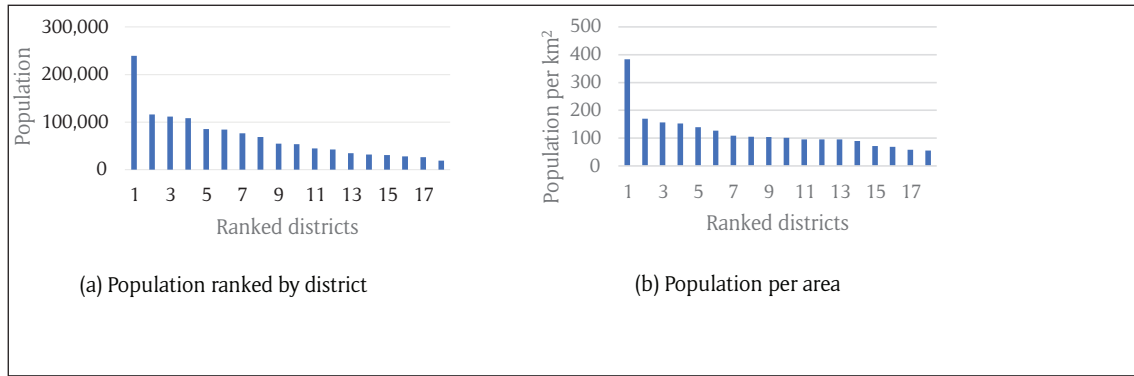 300,000
200,000
100,000
0
Population
1 3 5 7 9 11 13 15 17
Ranked districts
(a) Population ranked by district
500
400
300
200
100
0
Population per km²
1 3 5 7 9 11 13 15 17
Ranked districts
(b) Population per area